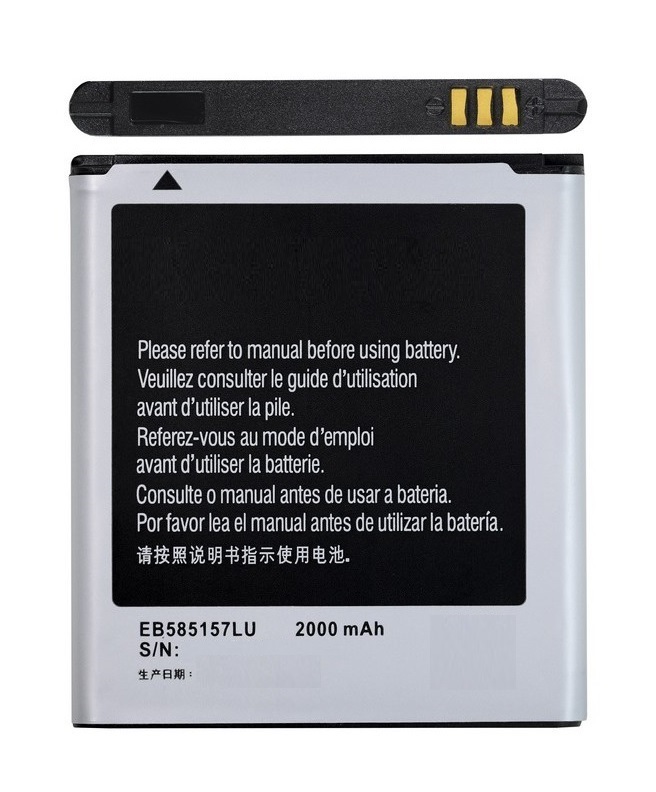 Please refer to manual before using battery.
Veuillez consulter le guide d'utilisation
avant d'utiliser la pile.
Referez-vous au mode d'emploi
avant d'utiliser la batterie.
Consulte o manual antes de usar a bateria.
Por favor lea el manual antes de utilizar la batería.
请按照说明书指示使用电池.
EB585157LU 2000 mAh
S/N:
生产日期: